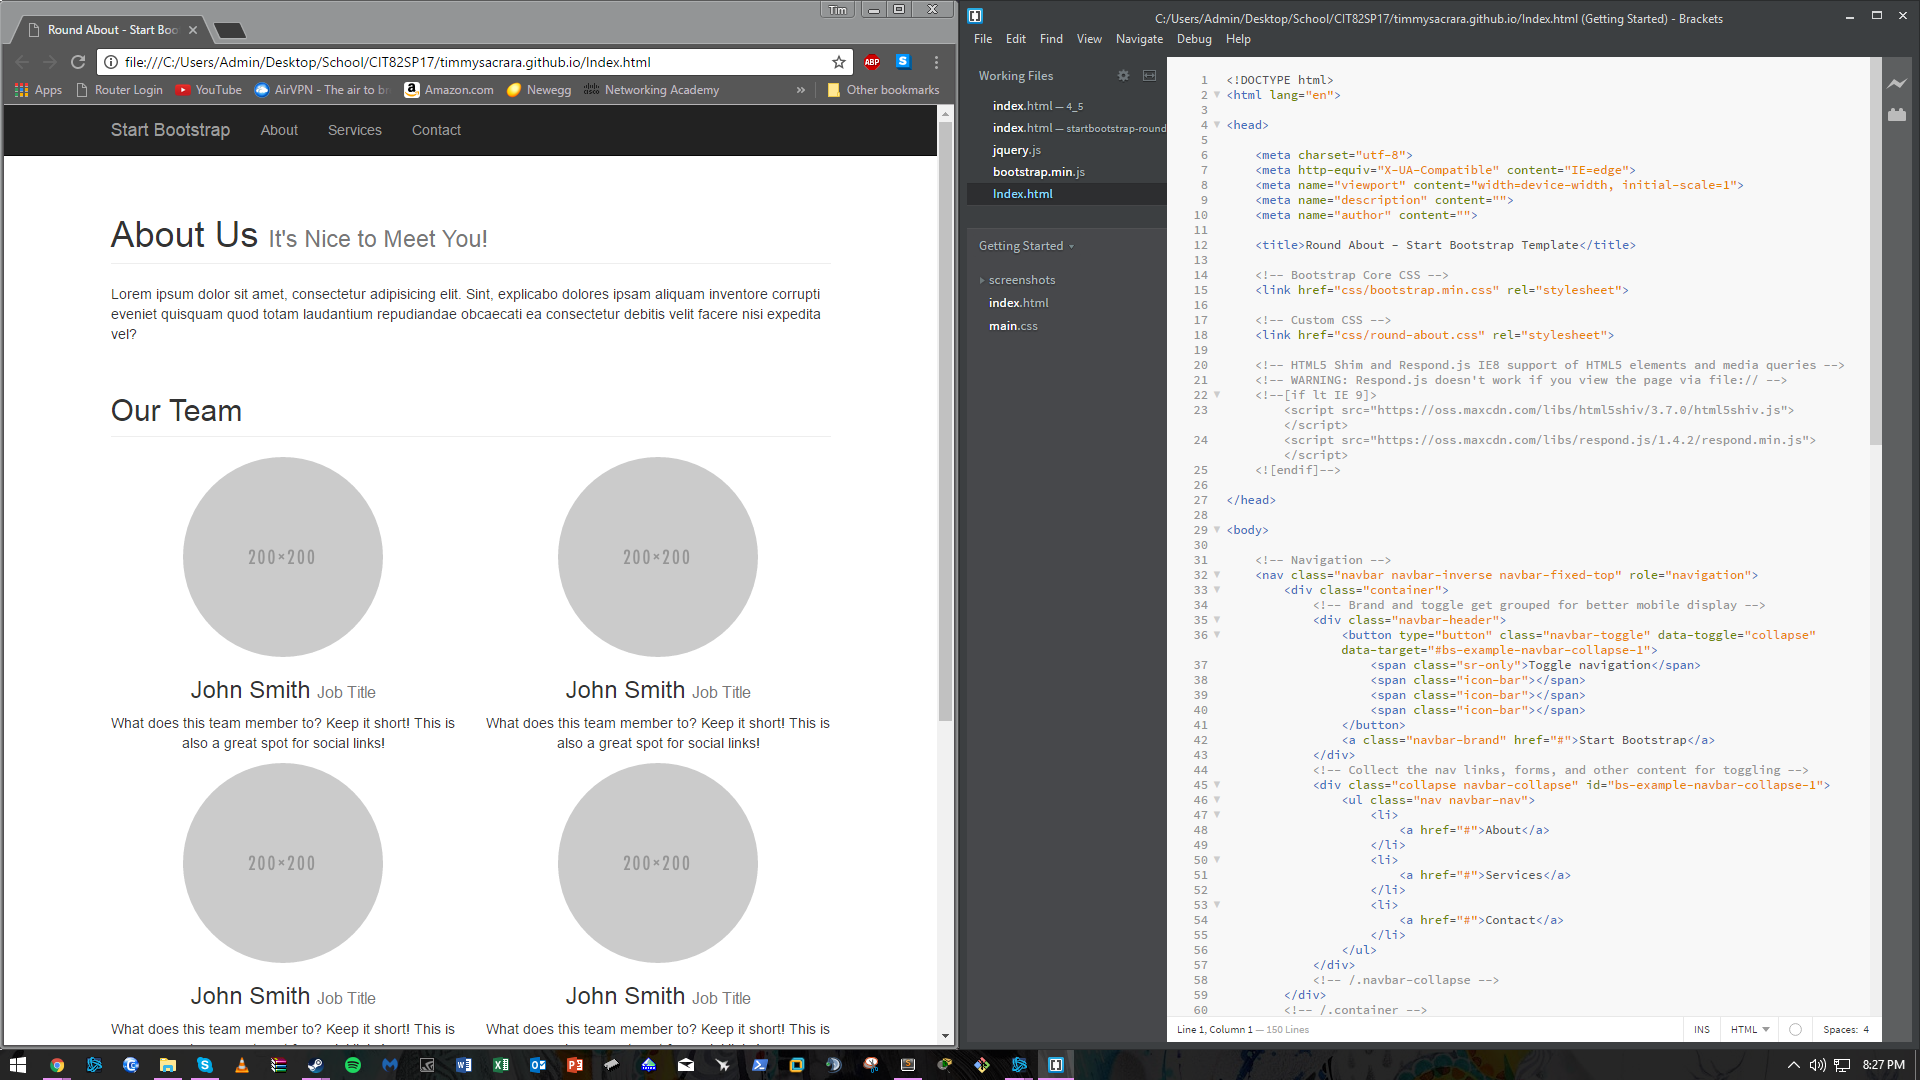 Tim
Round About - Start Boo
file:///C:/Users/Admin/Desktop/School/CIT82SP17/timmysacrara.github.io/Index.html
ABP
Apps
Router Login
YouTube
AirVPN - The air to br
Amazon.com
Newegg
Networking Academy
»
Other bookmarks
Start Bootstrap
About
Services
Contact
About Us It's Nice to Meet You!
Lorem ipsum dolor sit amet, consectetur adipisicing elit. Sint, explicabo dolores ipsam aliquam inventore corrupti
eveniet quisquam quod totam laudantium repudiandae obcaecati ea consectetur debitis velit facere nisi expedita
vel?
Our Team
200×200
200×200
John Smith Job Title
John Smith Job Title
What does this team member to? Keep it short! This is
also a great spot for social links!
What does this team member to? Keep it short! This is
also a great spot for social links!
200×200
200×200
John Smith Job Title
John Smith Job Title
What does this team member to? Keep it short! This is
What does this team member to? Keep it short! This is
C:/Users/Admin/Desktop/School/CIT82SP17/timmysacrara.github.io/Index.html (Getting Started) - Brackets
File
Edit
Find
View
Navigate
Debug
Help
Working Files
index.html — 4_5
index.html — startbootstrap-round
jquery.js
bootstrap.min.js
Index.html
Getting Started
screenshots
index.html
main.css
1 <!DOCTYPE html>
2 <html lang="en">
3
4 <head>
5
6 <meta charset="utf-8">
7 <meta http-equiv="X-UA-Compatible" content="IE=edge">
8 <meta name="viewport" content="width=device-width, initial-scale=1">
9 <meta name="description" content="">
10 <meta name="author" content="">
11
12 <title>Round About - Start Bootstrap Template</title>
13
14 <!-- Bootstrap Core CSS -->
15 <link href="css/bootstrap.min.css" rel="stylesheet">
16
17 <!-- Custom CSS -->
18 <link href="css/round-about.css" rel="stylesheet">
19
20 <!-- HTML5 Shim and Respond.js IE8 support of HTML5 elements and media queries -->
21 <!-- WARNING: Respond.js doesn't work if you view the page via file:// -->
22 <!--[if lt IE 9]>
23 <script src="https://oss.maxcdn.com/libs/html5shiv/3.7.0/html5shiv.js">
</script>
24 <script src="https://oss.maxcdn.com/libs/respond.js/1.4.2/respond.min.js">
</script>
25 <![endif]-->
26
27 </head>
28
29 <body>
30
31 <!-- Navigation -->
32 <nav class="navbar navbar-inverse navbar-fixed-top" role="navigation">
33 <div class="container">
34 <!-- Brand and toggle get grouped for better mobile display -->
35 <div class="navbar-header">
36 <button type="button" class="navbar-toggle" data-toggle="collapse"
data-target="#bs-example-navbar-collapse-1">
37 <span class="sr-only">Toggle navigation</span>
38 <span class="icon-bar"></span>
39 <span class="icon-bar"></span>
40 <span class="icon-bar"></span>
41 </button>
42 <a class="navbar-brand" href="#">Start Bootstrap</a>
43 </div>
44 <!-- Collect the nav links, forms, and other content for toggling -->
45 <div class="collapse navbar-collapse" id="bs-example-navbar-collapse-1">
46 <ul class="nav navbar-nav">
47 <li>
48 <a href="#">About</a>
49 </li>
50 <li>
51 <a href="#">Services</a>
52 </li>
53 <li>
54 <a href="#">Contact</a>
55 </li>
56 </ul>
57 </div>
58 <!-- /.navbar-collapse -->
59 </div>
60 <!-- /.container -->
Line 1, Column 1 — 150 Lines
INS
HTML
Spaces: 4
8:27 PM